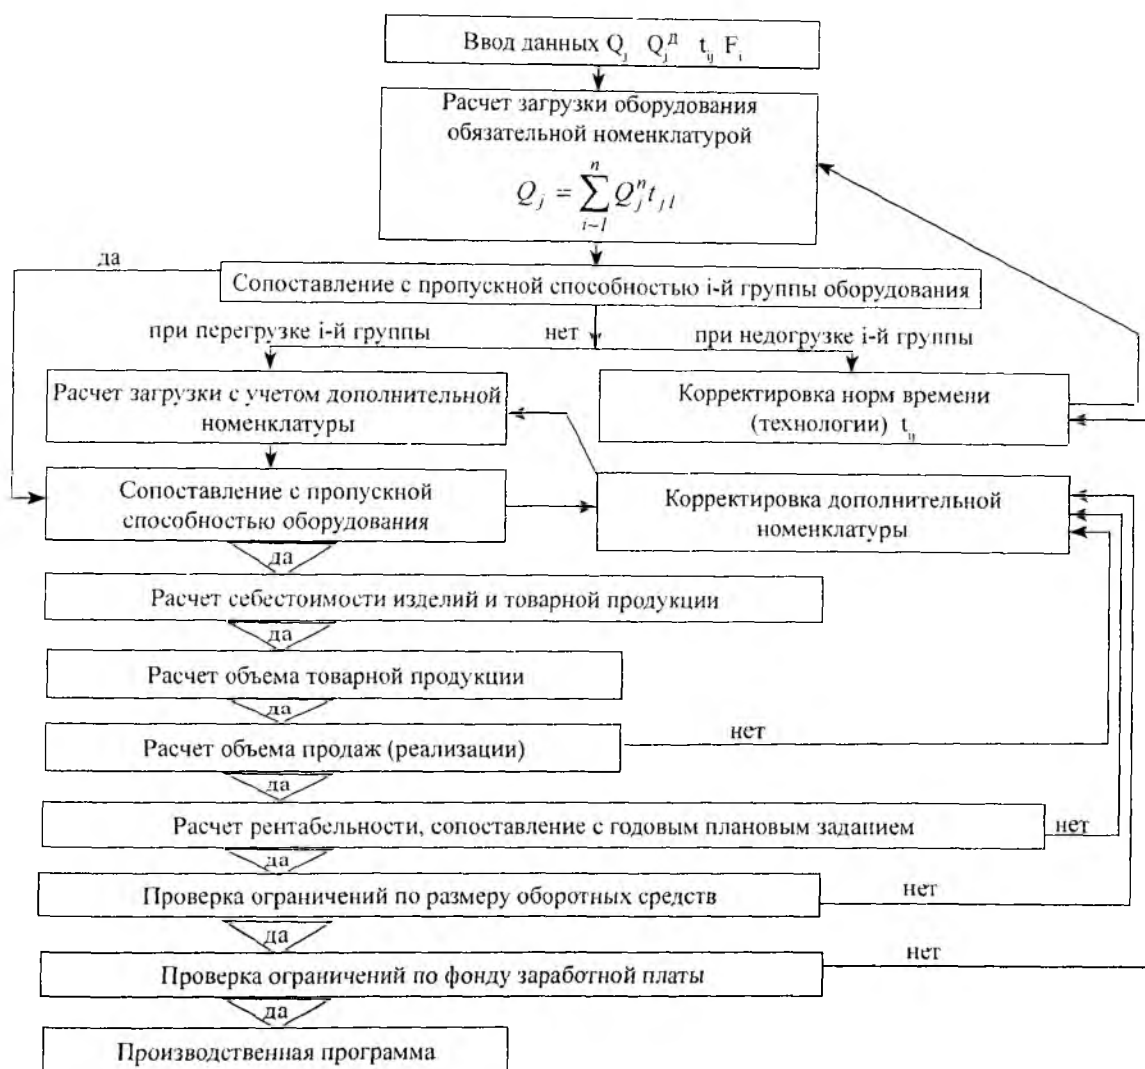 Ввод данных Q_j Q_j^Д t_ij F_i
Расчет загрузки оборудования
обязательной номенклатурой
Q_j = \sum_{i-1}^{n} Q_j^n t_{jl}
да
Сопоставление с пропускной способностью i-й группы оборудования
при перегрузке i-й группы
нет
при недогрузке i-й группы
Расчет загрузки с учетом дополнительной
номенклатуры
Корректировка норм времени
(технологии) t_ij
Сопоставление с пропускной
способностью оборудования
Корректировка дополнительной
номенклатуры
да
Расчет себестоимости изделий и товарной продукции
да
Расчет объема товарной продукции
да
Расчет объема продаж (реализации)
нет
да
Расчет рентабельности, сопоставление с годовым плановым заданием
нет
да
Проверка ограничений по размеру оборотных средств
нет
да
Проверка ограничений по фонду заработной платы
нет
да
Производственная программа